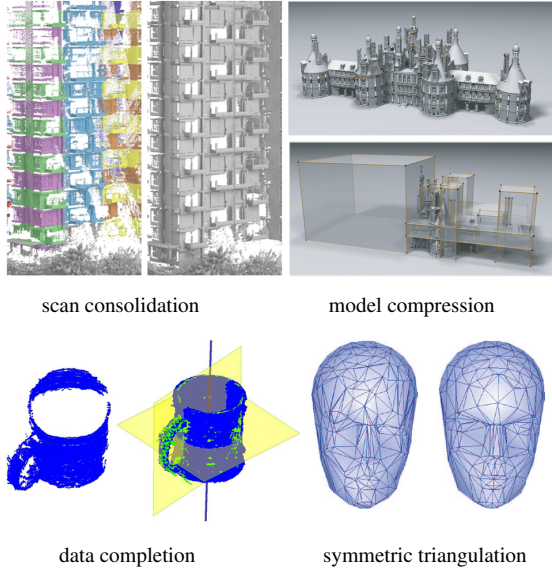 scan consolidation
model compression
data completion
symmetric triangulation